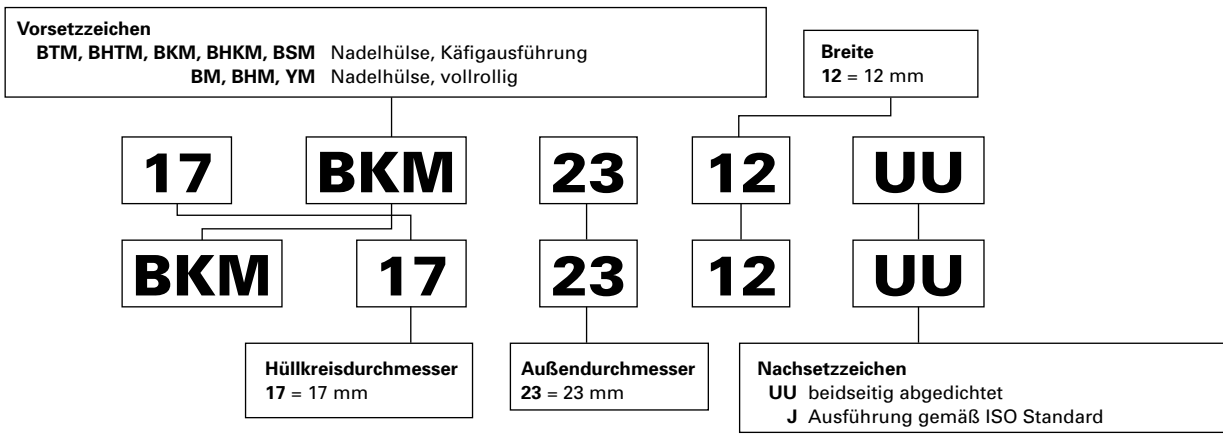 Vorsetzzeichen
BTM, BHTM, BKM, BHKM, BSM Nadelhülse, Käfigausführung
BM, BHM, YM Nadelhülse, vollrollig
Breite
12 = 12 mm
17 BKM 23 12 UU
BKM 17 23 12 UU
Hüllkreisdurchmesser
17 = 17 mm
Außendurchmesser
23 = 23 mm
Nachsetzzeichen
UU beidseitig abgedichtet
J Ausführung gemäß ISO Standard